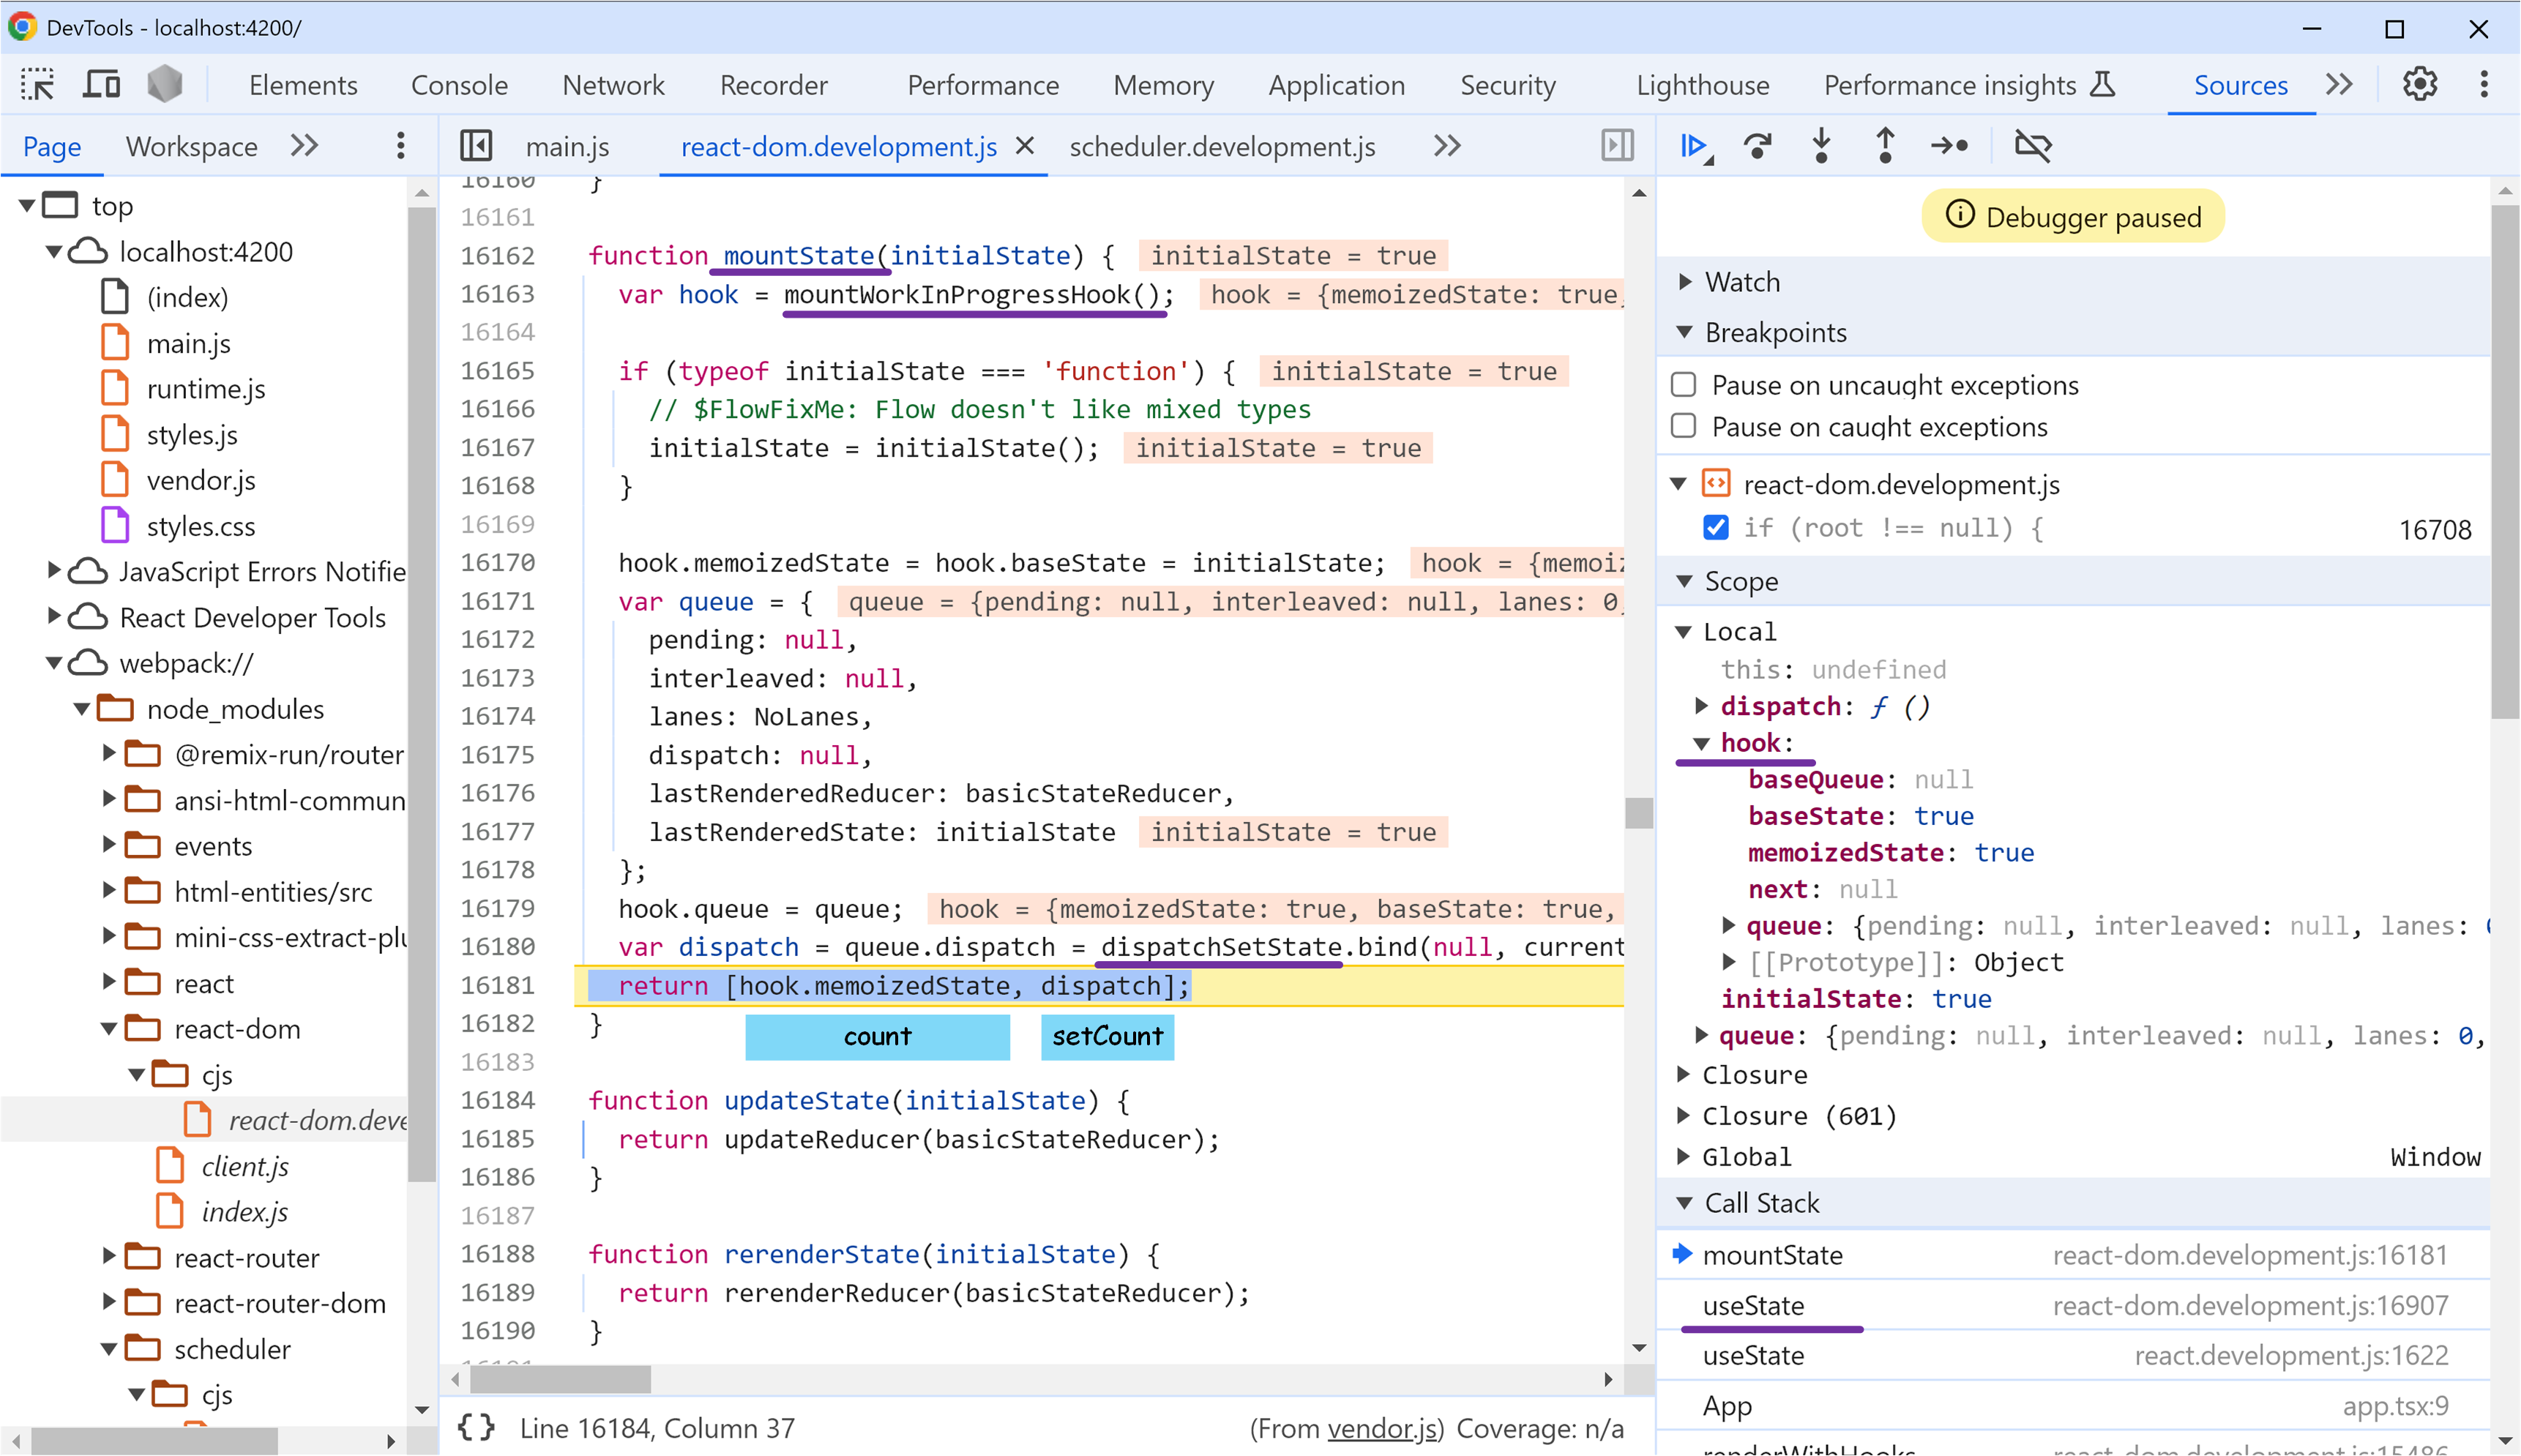 DevTools - localhost:4200/
Elements Console Network Recorder Performance Memory Application Security Lighthouse Performance insights Sources
Page Workspace
top
localhost:4200
(index)
main.js
runtime.js
styles.js
vendor.js
styles.css
JavaScript Errors Notifie
React Developer Tools
webpack://
node_modules
@remix-run/router
ansi-html-commun
events
html-entities/src
mini-css-extract-plu
react
react-dom
cjs
react-dom.deve
client.js
index.js
react-router
react-router-dom
scheduler
cjs
main.js react-dom.development.js scheduler.development.js
16160 }
16161
16162 function mountState(initialState) { initialState = true
16163 var hook = mountWorkInProgressHook(); hook = {memoizedState: true,
16164
16165 if (typeof initialState === 'function') { initialState = true
16166 // $FlowFixMe: Flow doesn't like mixed types
16167 initialState = initialState(); initialState = true
16168 }
16169
16170 hook.memoizedState = hook.baseState = initialState; hook = {memoiz
16171 var queue = { queue = {pending: null, interleaved: null, lanes: 0,
16172 pending: null,
16173 interleaved: null,
16174 lanes: NoLanes,
16175 dispatch: null,
16176 lastRenderedReducer: basicStateReducer,
16177 lastRenderedState: initialState initialState = true
16178 };
16179 hook.queue = queue; hook = {memoizedState: true, baseState: true,
16180 var dispatch = queue.dispatch = dispatchSetState.bind(null, current
16181 return [hook.memoizedState, dispatch];
16182 }
count setCount
16183
16184 function updateState(initialState) {
16185 return updateReducer(basicStateReducer);
16186 }
16187
16188 function rerenderState(initialState) {
16189 return rerenderReducer(basicStateReducer);
16190 }
16191
{} Line 16184, Column 37 (From vendor.js) Coverage: n/a
Debugger paused
Watch
Breakpoints
Pause on uncaught exceptions
Pause on caught exceptions
react-dom.development.js
if (root !== null) { 16708
Scope
Local
this: undefined
dispatch: ƒ ()
hook:
baseQueue: null
baseState: true
memoizedState: true
next: null
queue: {pending: null, interleaved: null, lanes: 0
[[Prototype]]: Object
initialState: true
queue: {pending: null, interleaved: null, lanes: 0,
Closure
Closure (601)
Global Window
Call Stack
mountState react-dom.development.js:16181
useState react-dom.development.js:16907
useState react.development.js:1622
App app.tsx:9
renderWithHooks react-dom.development.js:15486